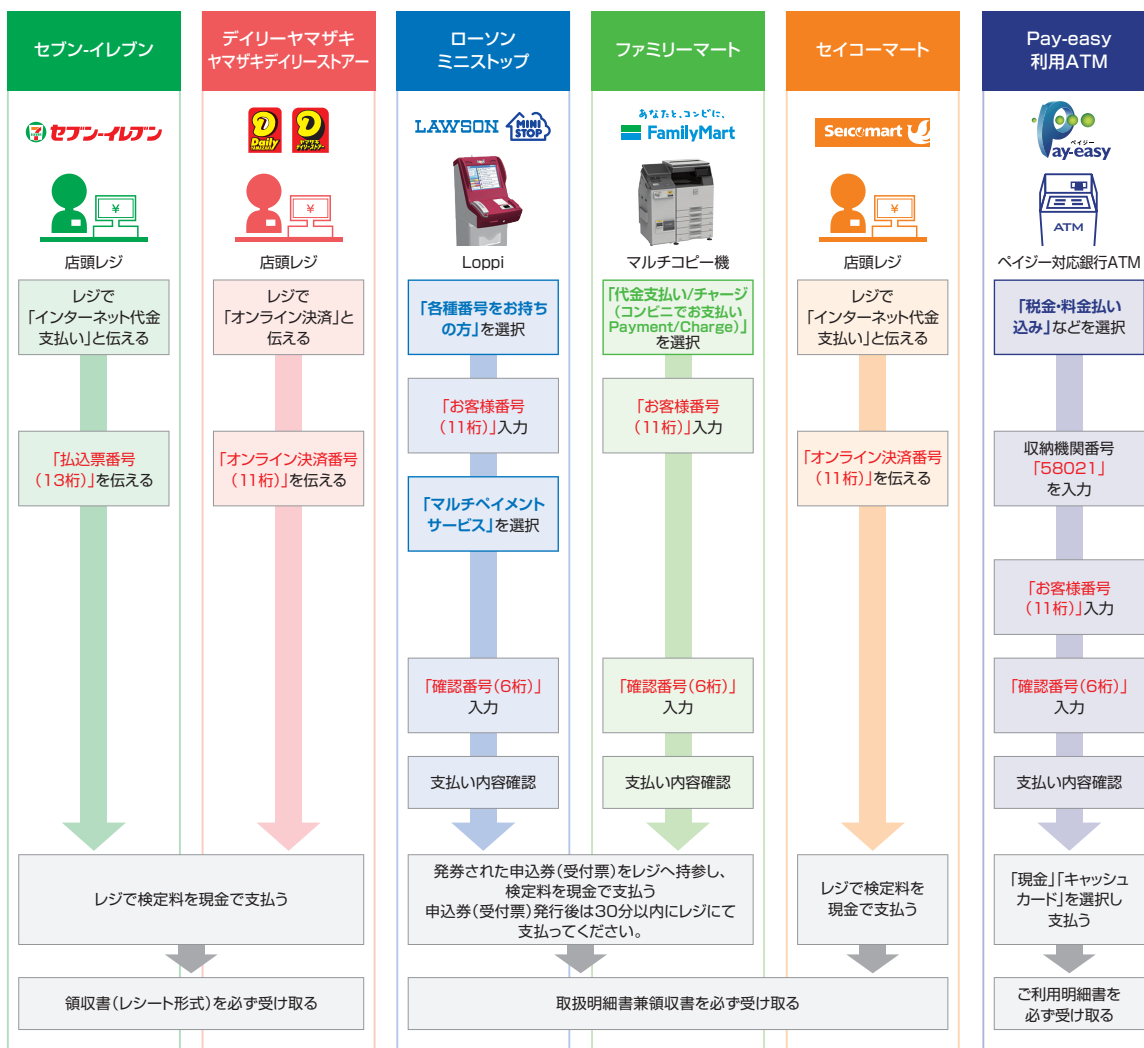 セブン-イレブン
デイリーヤマザキ
ヤマザキデイリーストアー
ローソン
ミニストップ
ファミリーマート
セイコーマート
Pay-easy
利用ATM
セブン-イレブン
Daily
YAMAZAKI
ヤマザキ
デイリーストアー
LAWSON
MINI
STOP
あなたと、コンビに、
FamilyMart
Seicomart
ペイジー
Pay-easy
¥
¥
¥
ATM
店頭レジ
店頭レジ
Loppi
マルチコピー機
店頭レジ
ペイジー対応銀行ATM
レジで
「インターネット代金
支払い」と伝える
レジで
「オンライン決済」と
伝える
「各種番号をお持ち
の方」を選択
「代金支払い/チャージ
(コンビニでお支払い
Payment/Charge)」
を選択
レジで
「インターネット代金
支払い」と伝える
「税金・料金払い
込み」などを選択
「お客様番号
(11桁)」入力
「お客様番号
(11桁)」入力
「払込票番号
(13桁)」を伝える
「オンライン決済番号
(11桁)」を伝える
「マルチペイメント
サービス」を選択
「オンライン決済番号
(11桁)」を伝える
収納機関番号
「58021」
を入力
「お客様番号
(11桁)」入力
「確認番号(6桁)」
入力
「確認番号(6桁)」
入力
「確認番号(6桁)」
入力
支払い内容確認
支払い内容確認
支払い内容確認
レジで検定料を現金で支払う
発券された申込券(受付票)をレジへ持参し、
検定料を現金で支払う
申込券(受付票)発行後は30分以内にレジにて
支払ってください。
レジで検定料を
現金で支払う
「現金」「キャッシュ
カード」を選択し
支払う
領収書(レシート形式)を必ず受け取る
取扱明細書兼領収書を必ず受け取る
ご利用明細書を
必ず受け取る